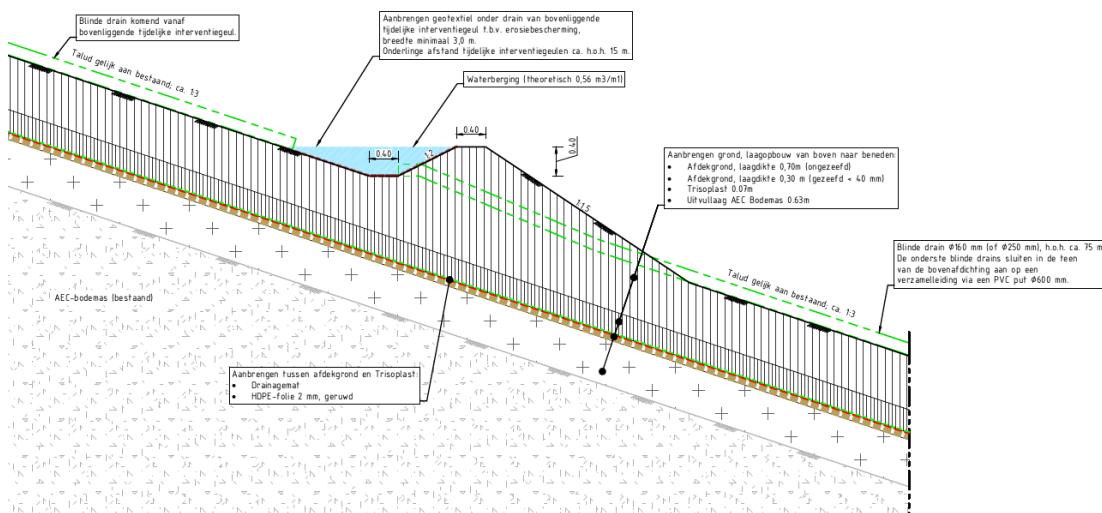 Blinde drain komend vanaf
bovenliggende tijdelijke interventiegeul.
Aanbrengen geotextiel onder drain van bovenliggende
tijdelijke interventiegeul t.b.v. erosiebescherming,
breedte minimaal 3,0 m.
Onderlinge afstand tijdelijke interventiegeulen ca. h.o.h. 15 m.
Talud gelijk aan bestaand, ca. 1:3
Waterberging (theoretisch 0,56 m3/m1)
0.40
0.40
0.40
1:2
1:1.5
Aanbrengen grond, laagopbouw van boven naar beneden:
• Afdekgrond, laagdikte 0,70m (ongezeefd)
• Afdekgrond, laagdikte 0,30 m (gezeefd < 40 mm)
• Trisoplast 0.07m
• Uitvullaag AEC Bodemas 0.63m
Talud gelijk aan bestaand, ca. 1:3
Blinde drain Φ160 mm (of Φ250 mm), h.o.h. ca. 75 m
De onderste blinde drains sluiten in de teen
van de bovenafdichting aan op een
verzamelleiding via een PVC put Φ600 mm.
AEC-bodemas (bestaand)
Aanbrengen tussen afdekgrond en Trisoplast:
• Drainagemat
• HDPE-folie 2 mm, geruwd